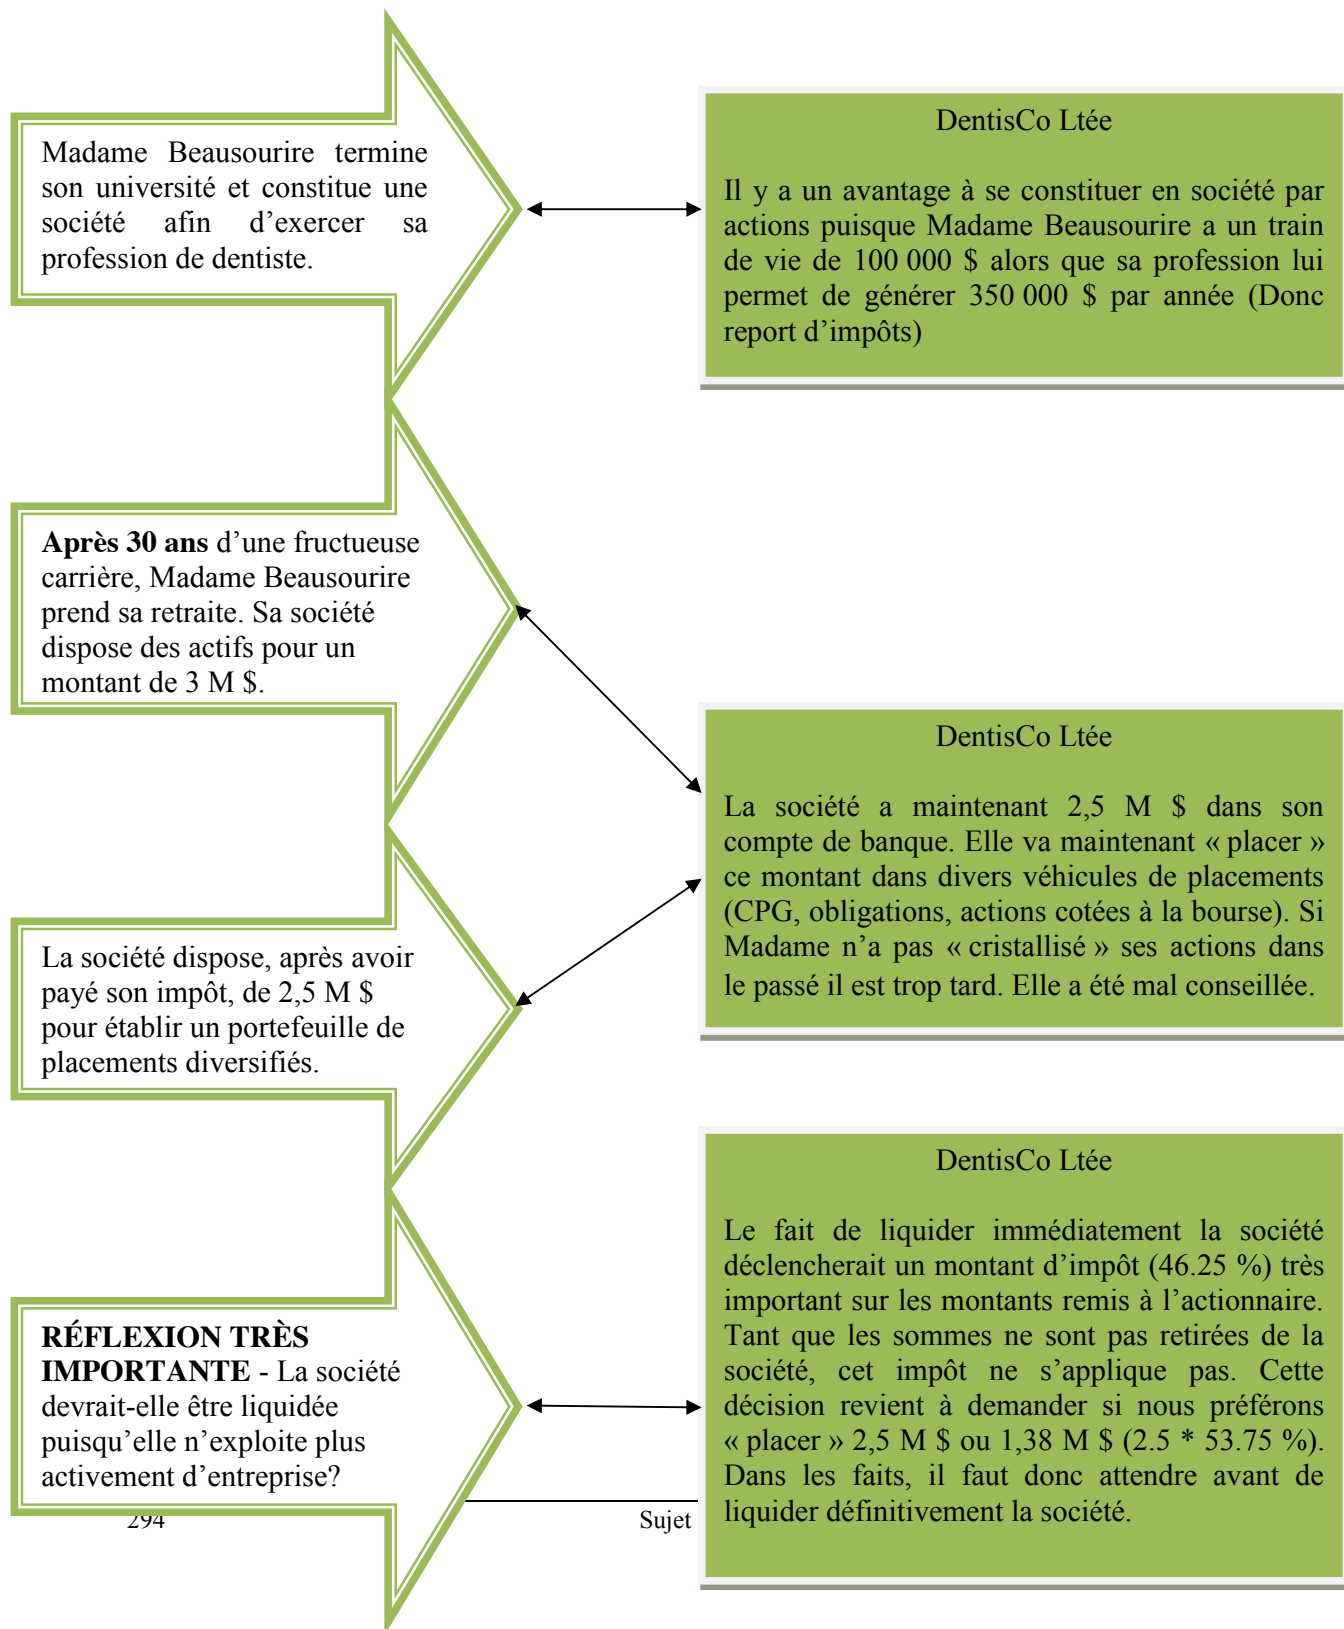 Madame Beausourire termine
son université et constitue une
société afin d’exercer sa
profession de dentiste.
DentisCo Ltée
Il y a un avantage à se constituer en société par
actions puisque Madame Beausourire a un train
de vie de 100 000 $ alors que sa profession lui
permet de générer 350 000 $ par année (Donc
report d’impôts)
Après 30 ans d’une fructueuse
carrière, Madame Beausourire
prend sa retraite. Sa société
dispose des actifs pour un
montant de 3 M $.
DentisCo Ltée
La société a maintenant 2,5 M $ dans son
compte de banque. Elle va maintenant « placer »
ce montant dans divers véhicules de placements
(CPG, obligations, actions cotées à la bourse). Si
Madame n’a pas « cristallisé » ses actions dans
le passé il est trop tard. Elle a été mal conseillée.
La société dispose, après avoir
payé son impôt, de 2,5 M $
pour établir un portefeuille de
placements diversifiés.
DentisCo Ltée
Le fait de liquider immédiatement la société
déclencherait un montant d’impôt (46.25 %) très
important sur les montants remis à l’actionnaire.
Tant que les sommes ne sont pas retirées de la
société, cet impôt ne s’applique pas. Cette
décision revient à demander si nous préférons
« placer » 2,5 M $ ou 1,38 M $ (2.5 * 53.75 %).
Dans les faits, il faut donc attendre avant de
liquider définitivement la société.
RÉFLEXION TRÈS
IMPORTANTE - La société
devrait-elle être liquidée
puisqu’elle n’exploite plus
activement d’entreprise?
294
Sujet